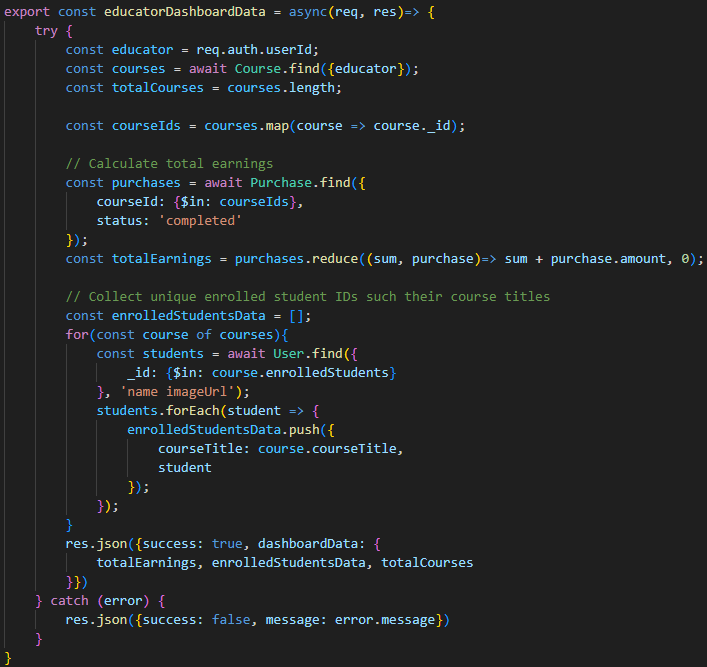 export const educatorDashboardData = async(req, res)=> {
    try {
        const educator = req.auth.userId;
        const courses = await Course.find({educator});
        const totalCourses = courses.length;

        const courseIds = courses.map(course => course._id);

        // Calculate total earnings
        const purchases = await Purchase.find({
            courseId: {$in: courseIds},
            status: 'completed'
        });
        const totalEarnings = purchases.reduce((sum, purchase)=> sum + purchase.amount, 0);

        // Collect unique enrolled student IDs such their course titles
        const enrolledStudentsData = [];
        for(const course of courses){
            const students = await User.find({
                _id: {$in: course.enrolledStudents}
            }, 'name imageUrl');
            students.forEach(student => {
                enrolledStudentsData.push({
                    courseTitle: course.courseTitle,
                    student
                });
            });
        }
        res.json({success: true, dashboardData: {
            totalEarnings, enrolledStudentsData, totalCourses
        }})
    } catch (error) {
        res.json({success: false, message: error.message})
    }
}